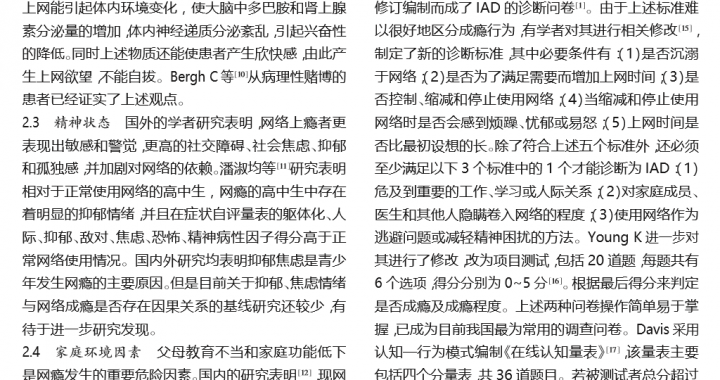 上网能引起体内环境变化，使大脑中多巴胺和肾上腺
素分泌量的增加，体内神经递质分泌紊乱，引起兴奋性
的降低。同时上述物质还能使患者产生欣快感，由此产
生上网欲望，不能自拔。Bergh C 等[10]从病理性赌博的
患者已经证实了上述观点。
2.3 精神状态 国外的学者研究表明，网络上瘾者更
表现出敏感和警觉，更高的社交障碍、社会焦虑、抑郁
和孤独感，并加剧对网络的依赖。潘淑均等[11]研究表明
相对于正常使用网络的高中生，网瘾的高中生中存在
着明显的抑郁情绪，并且在症状自评量表的躯体化、人
际、抑郁、敌对、焦虑、恐怖、精神病性因子得分高于正
常网络使用情况。国内外研究均表明抑郁焦虑是青少
年发生网瘾的主要原因。但是目前关于抑郁、焦虑情绪
与网络成瘾是否存在因果关系的基线研究还较少，有
待于进一步研究发现。
2.4 家庭环境因素 父母教育不当和家庭功能低下
是网瘾发生的重要危险因素。国内的研究表明[12]，现网
修订编制而成了 IAD 的诊断问卷[1]。由于上述标准难
以很好地区分成瘾行为，有学者对其进行相关修改[15]，
制定了新的诊断标准，其中必要条件有：(1)是否沉溺
于网络；(2)是否为了满足需要而增加上网时间；(3)是
否控制、缩减和停止使用网络；(4)当缩减和停止使用
网络时是否会感到烦躁、忧郁或易怒；(5)上网时间是
否比最初设想的长。除了符合上述五个标准外，还必须
至少满足以下 3 个标准中的 1 个才能诊断为 IAD：(1)
危及到重要的工作、学习或人际关系；(2)对家庭成员、
医生和其他人隐瞒卷入网络的程度；(3)使用网络作为
逃避问题或减轻精神困扰的方法。Young K 进一步对
其进行了修改，改为项目测试，包括 20 道题，每题共有
6 个选项，得分分别为 0~5 分[16]。根据最后得分来判定
是否成瘾及成瘾程度。上述两种问卷操作简单易于掌
握，已成为目前我国最为常用的调查问卷。Davis 采用
认知—行为模式编制《在线认知量表》[17]，该量表主要
包括四个分量表，共 36 道题目。若被测试者总分超过